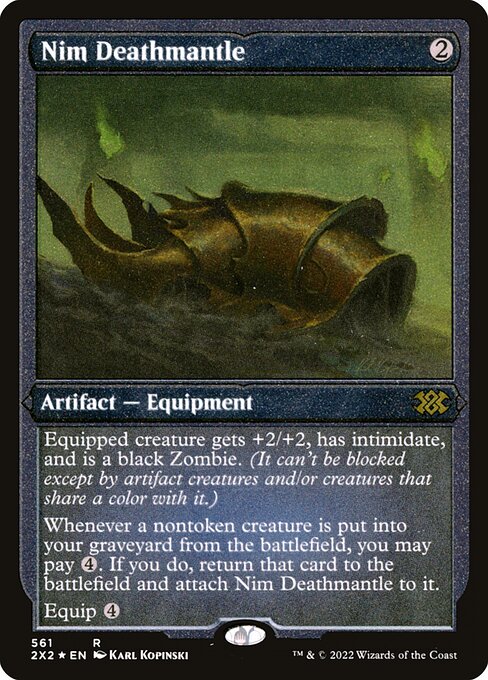 Nim Deathmantle 2
Artifact — Equipment
Equipped creature gets +2/+2, has intimidate,
and is a black Zombie. (It can't be blocked
except by artifact creatures and/or creatures that
share a color with it.)
Whenever a nontoken creature is put into
your graveyard from the battlefield, you may
pay 4. If you do, return that card to the
battlefield and attach Nim Deathmantle to it.
Equip 4
561 R
2X2 ★ EN Karl Kopinski ™ & © 2022 Wizards of the Coast